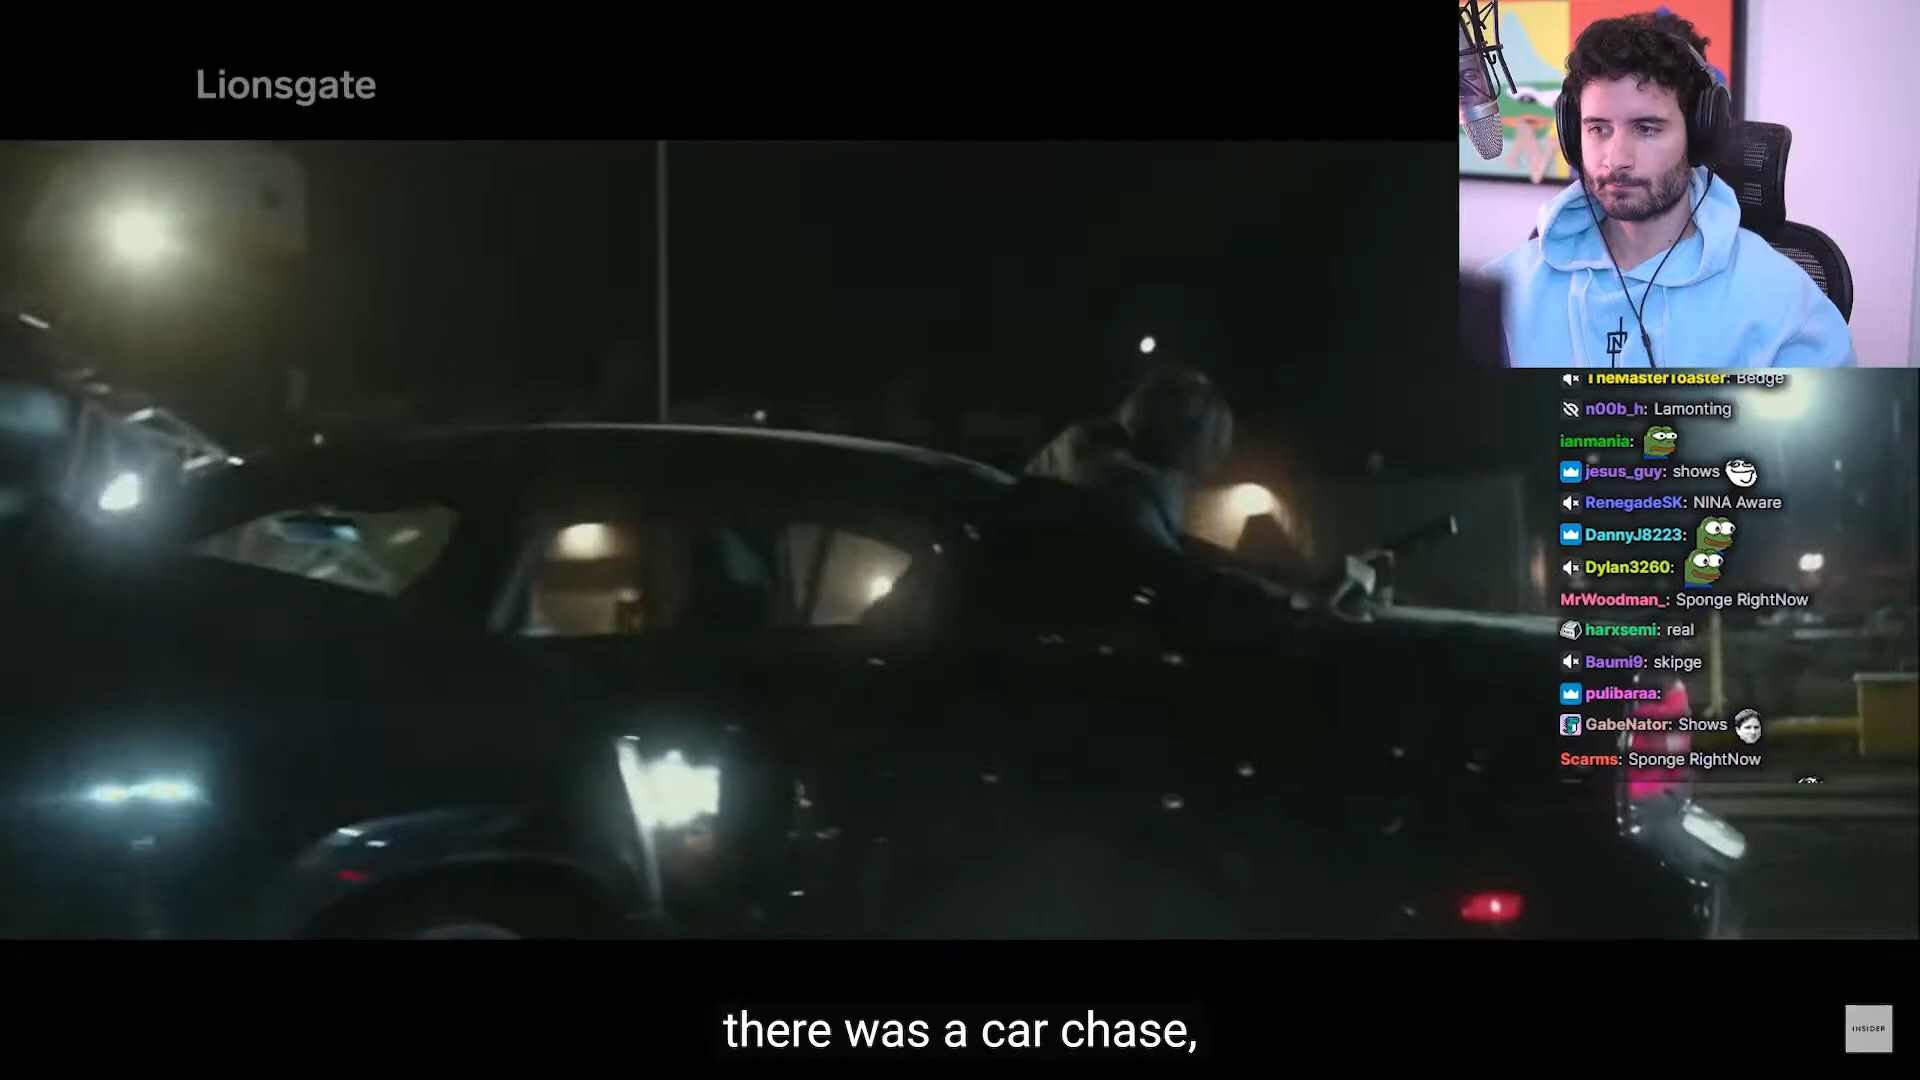 Lionsgate
TheMasterToaster: Bedge
n00b_h: Lamonting
ianmania:
jesus_guy: shows
RenegadeSK: NINA Aware
DannyJ8223:
Dylan3260:
MrWoodman_: Sponge RightNow
harxsemi: real
Baumi9: skipge
pulibaraa:
GabeNator: Shows
Scarms: Sponge RightNow
there was a car chase,
INSIDER